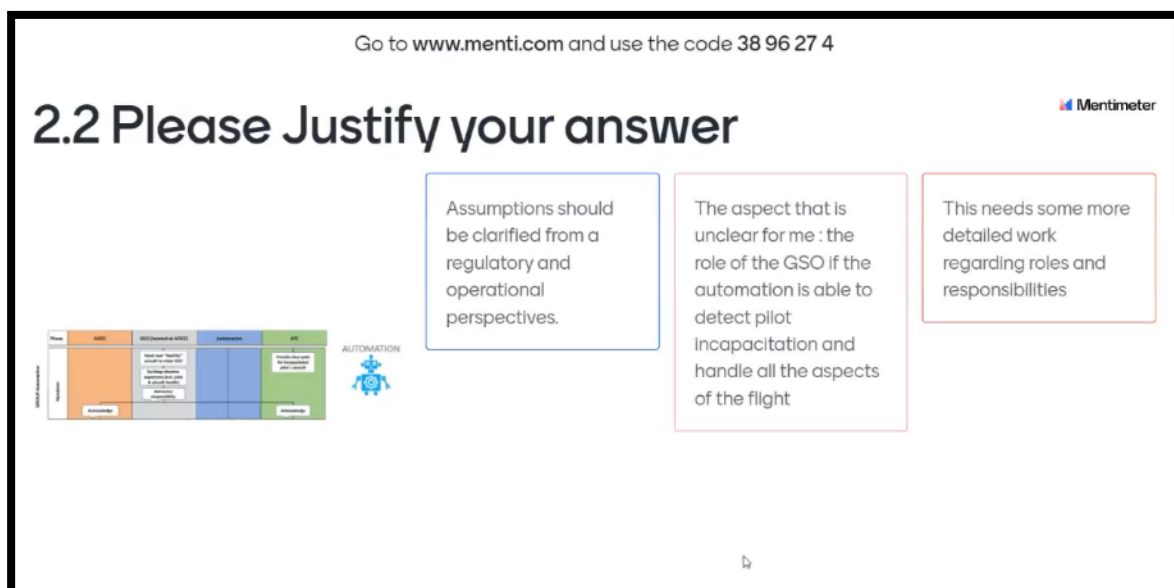 Go to www.menti.com and use the code 38 96 27 4
Mentimeter
2.2 Please Justify your answer
Assumptions should
be clarified from a
regulatory and
operational
perspectives.
The aspect that is
unclear for me : the
role of the GSO if the
automation is able to
detect pilot
incapacitation and
handle all the aspects
of the flight
This needs some more
detailed work
regarding roles and
responsibilities
Phase
Automation
ATC
Acknowledge
Acknowledge
AUTOMATION